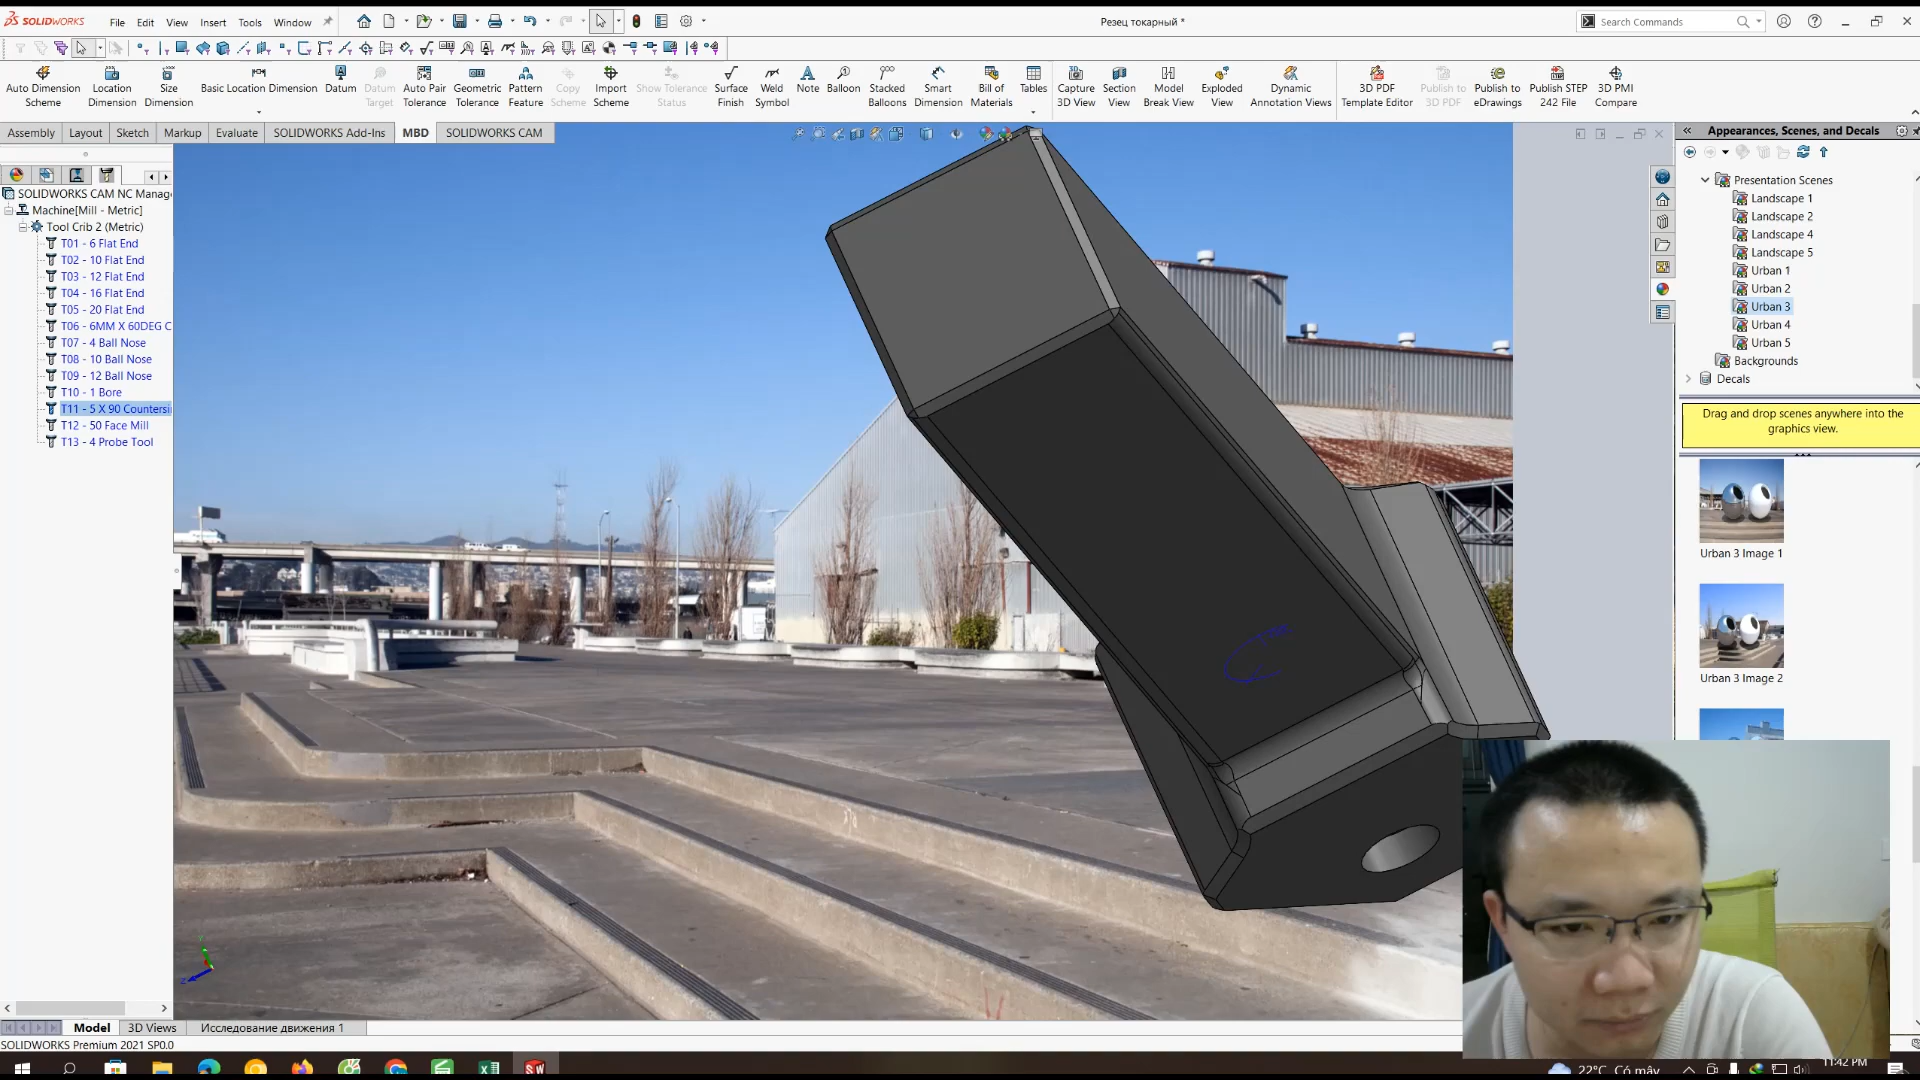 SOLIDWORKS File Edit View Insert Tools Window Резец токарный * Search Commands
Auto Dimension Scheme
Location Dimension
Size Dimension
Basic Location Dimension
Datum
Datum Target
Auto Pair Tolerance
Geometric Tolerance
Pattern Feature
Copy Scheme
Import Scheme
Show Tolerance Status
Surface Finish
Weld Symbol
Note
Balloon
Stacked Balloons
Smart Dimension
Bill of Materials
Tables
Capture 3D View
Section View
Model Break View
Exploded View
Dynamic Annotation Views
3D PDF Template Editor
Publish to 3D PDF
Publish to eDrawings
Publish STEP 242 File
3D PMI Compare
Assembly Layout Sketch Markup Evaluate SOLIDWORKS Add-Ins MBD SOLIDWORKS CAM
SOLIDWORKS CAM NC Manag
Machine[Mill - Metric]
Tool Crib 2 (Metric)
T01 - 6 Flat End
T02 - 10 Flat End
T03 - 12 Flat End
T04 - 16 Flat End
T05 - 20 Flat End
T06 - 6MM X 60DEG C
T07 - 4 Ball Nose
T08 - 10 Ball Nose
T09 - 12 Ball Nose
T10 - 1 Bore
T11 - 5 X 90 Countersi
T12 - 50 Face Mill
T13 - 4 Probe Tool
Appearances, Scenes, and Decals
Presentation Scenes
Landscape 1
Landscape 2
Landscape 4
Landscape 5
Urban 1
Urban 2
Urban 3
Urban 4
Urban 5
Backgrounds
Decals
Drag and drop scenes anywhere into the
graphics view.
Urban 3 Image 1
Urban 3 Image 2
Model 3D Views Исследование движения 1
SOLIDWORKS Premium 2021 SP0.0
22°C Có mây 11:42 PM